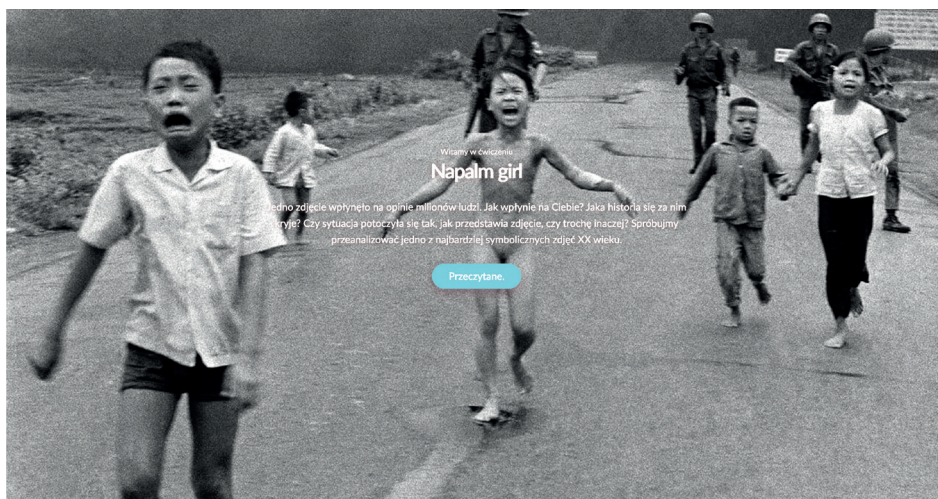 Witamy w ćwiczeniu
Napalm girl
Jedno zdjęcie wpłynęło na opinie milionów ludzi. Jak wpłynie na Ciebie? Jaka historia się za nim
kryje? Czy sytuacja potoczyła się tak, jak przedstawia zdjęcie, czy trochę inaczej? Spróbujmy
przeanalizować jedno z najbardziej symbolicznych zdjęć XX wieku.
Przeczytane.